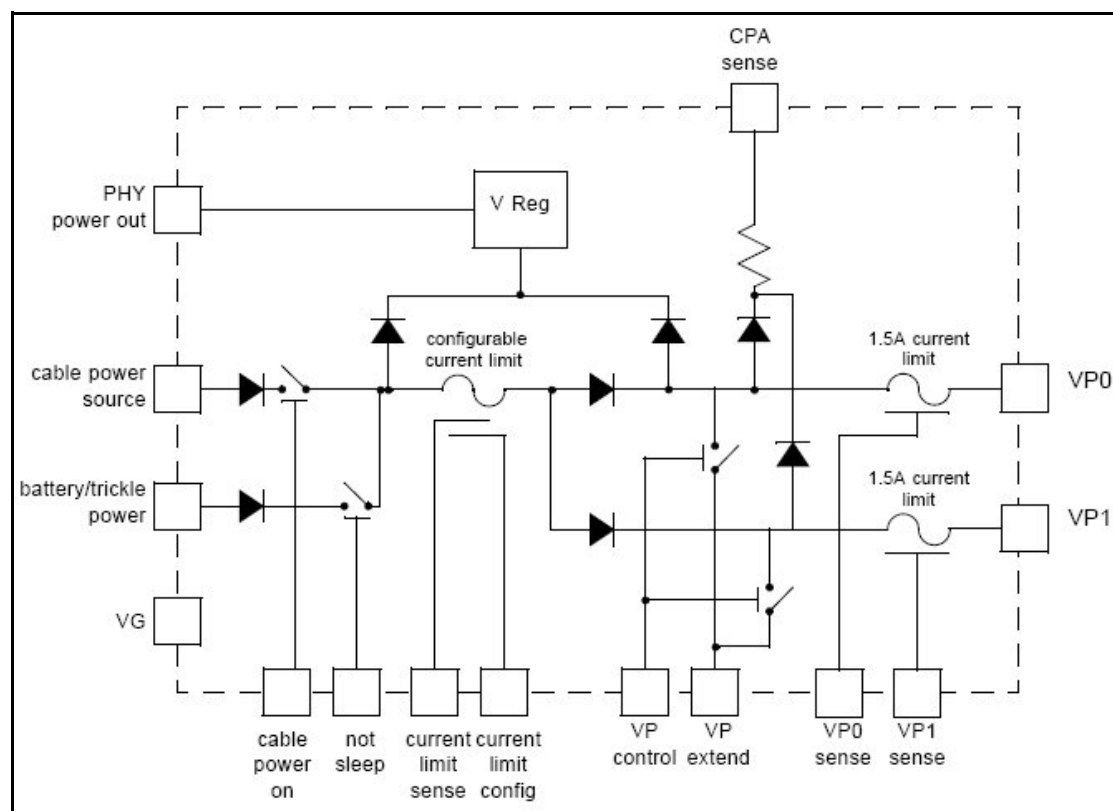 CPA
sense
PHY
power out
V Reg
configurable
current limit
1.5A current
limit
cable power
source
VP0
battery/trickle
power
1.5A current
limit
VP1
VG
cable
power
on
not
sleep
current
limit
sense
current
limit
config
VP
control
VP
extend
VP0
sense
VP1
sense